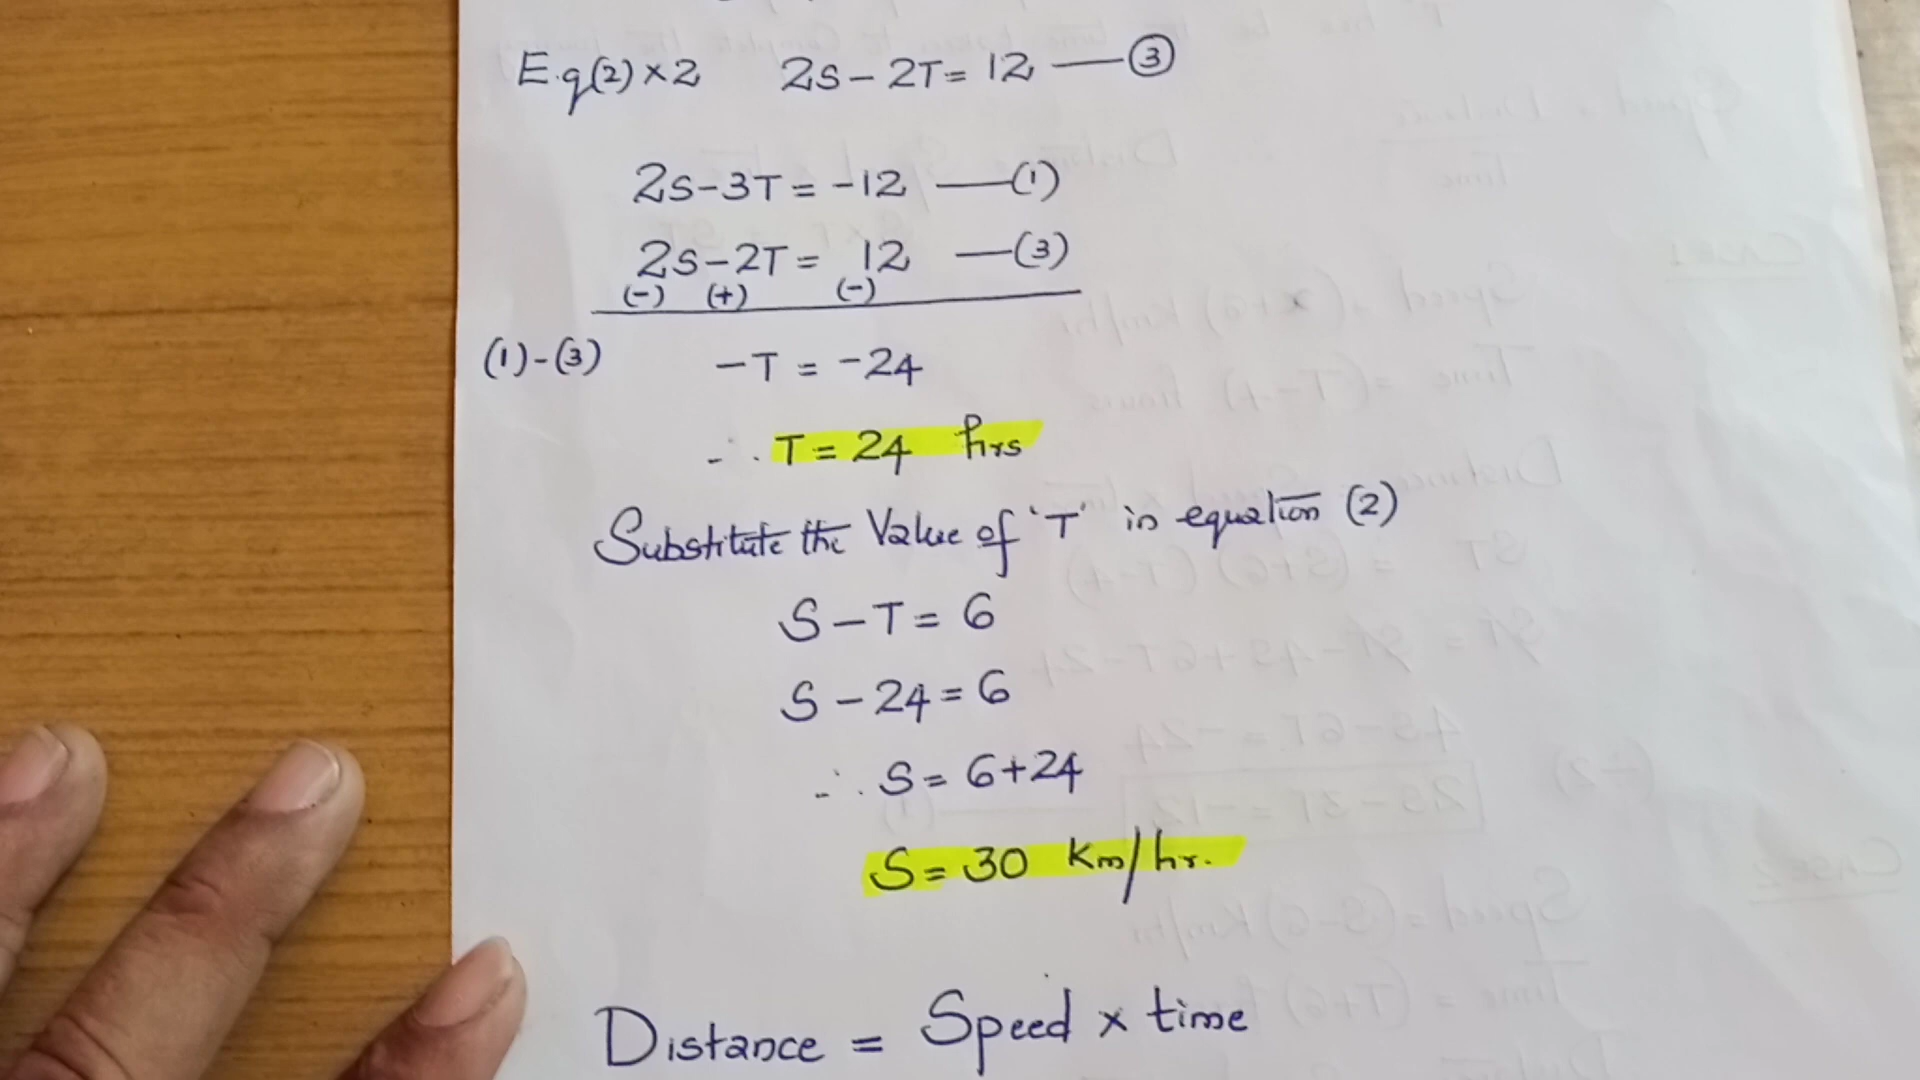 E.q(2) × 2 2S - 2T = 12 — ③
2S - 3T = -12 — (1)
2S - 2T = 12 — (3)
(-) (+) (-)
(1) - (3) -T = -24
∴ T = 24 hrs
Substitute the Value of 'T' in equation (2)
S - T = 6
S - 24 = 6
∴ S = 6 + 24
S = 30 Km/hr.
Distance = Speed × time